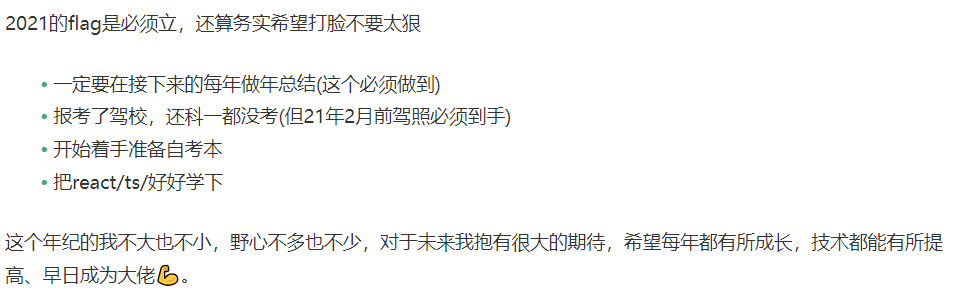 2021的flag是必须立，还算务实希望打脸不要太狠
• 一定要在接下来的每年做年总结(这个必须做到)
• 报考了驾校，还科一都没考(但21年2月前驾照必须到手)
• 开始着手准备自考本
• 把react/ts/好好学下
这个年纪的我不大也不小，野心不多也不少，对于未来我抱有很大的期待，希望每年都有所成长，技术都能有所提
高、早日成为大佬💪。